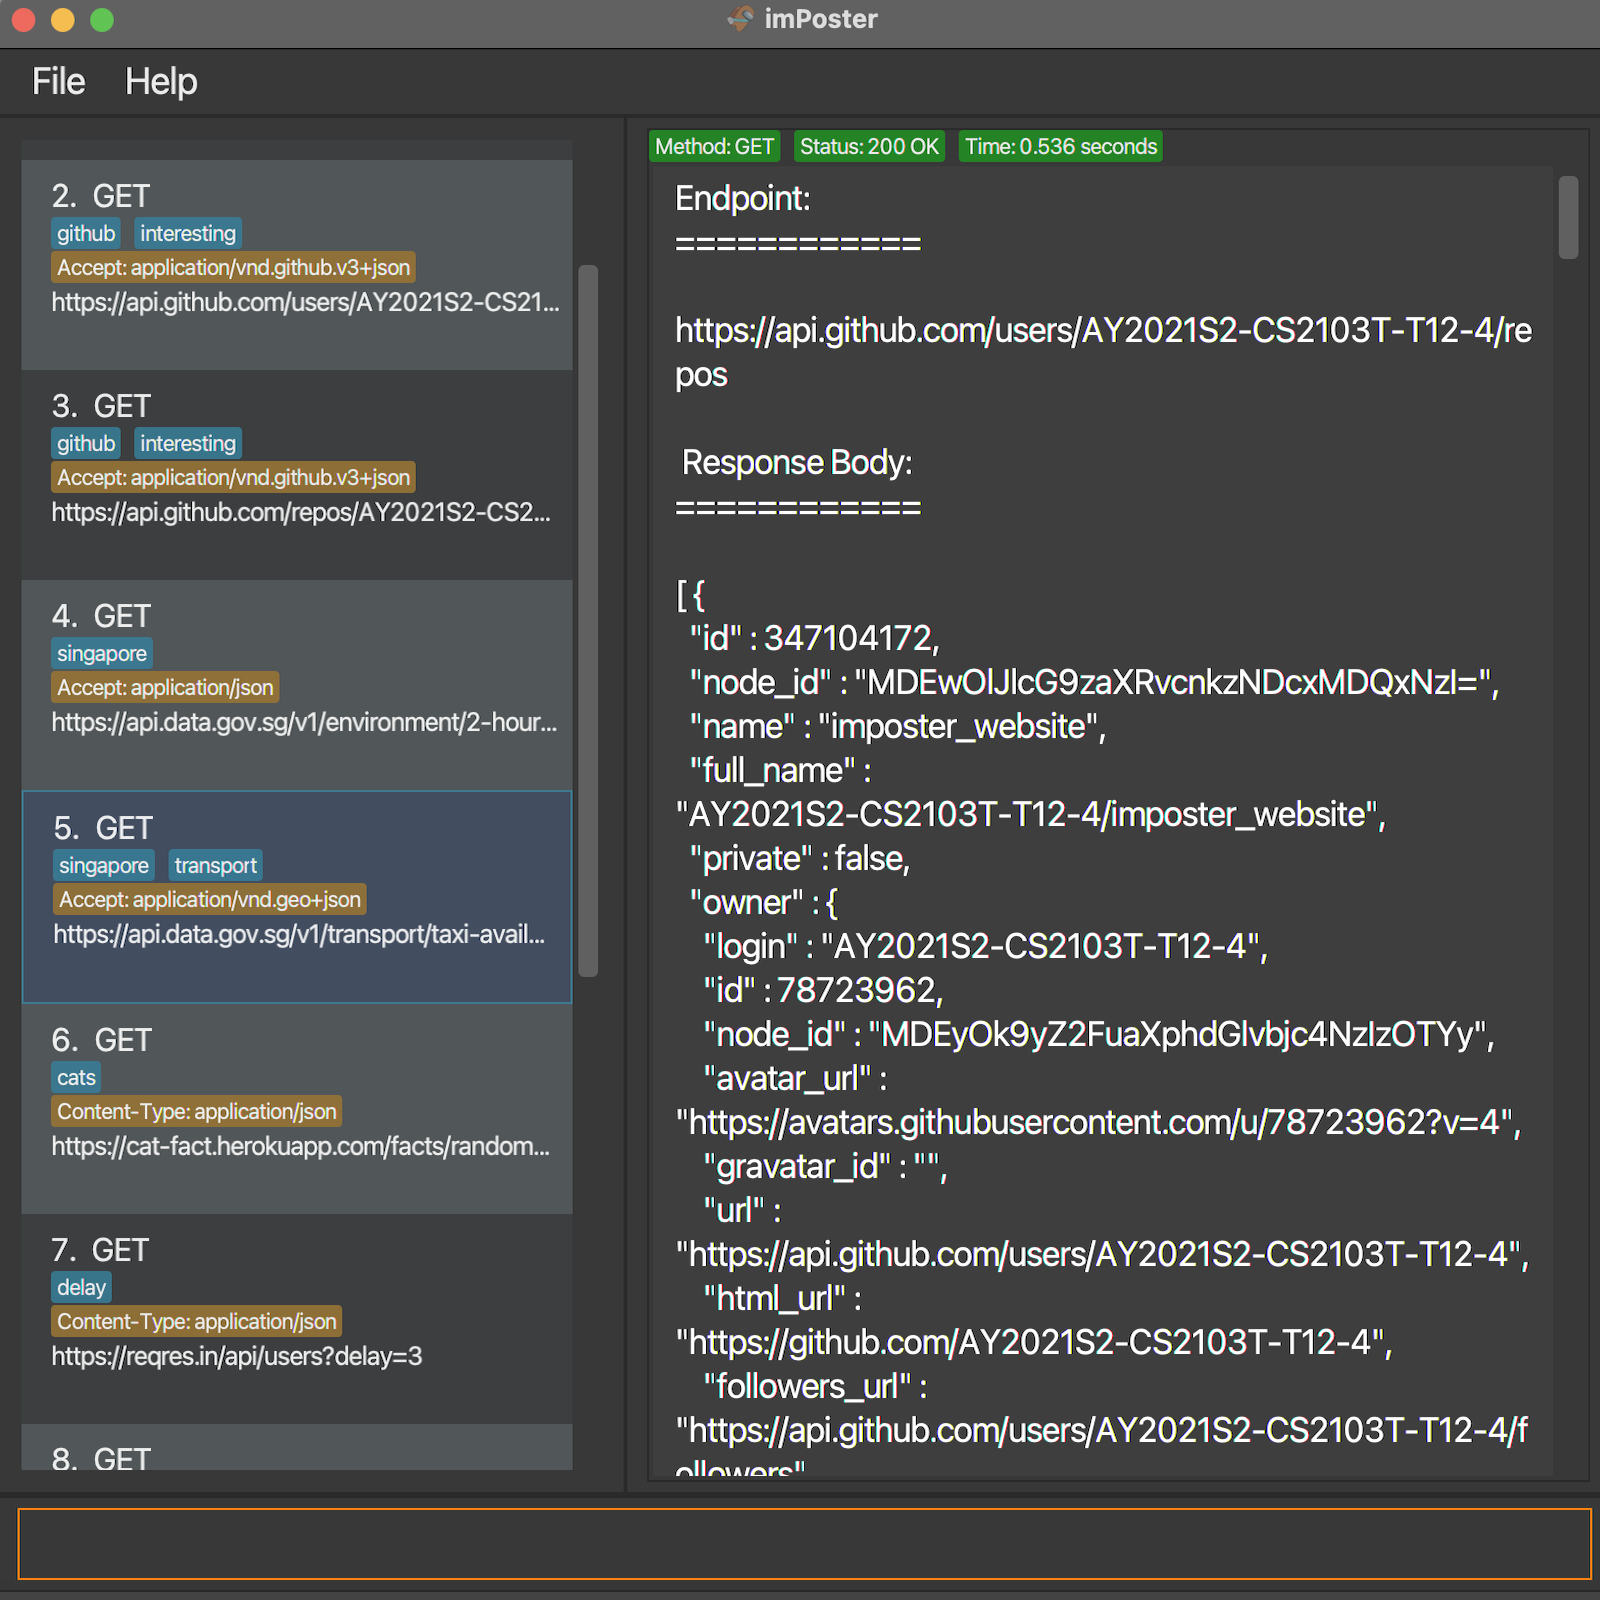 imPoster
File Help
2. GET
github interesting
Accept: application/vnd.github.v3+json
https://api.github.com/users/AY2021S2-CS21...
3. GET
github interesting
Accept: application/vnd.github.v3+json
https://api.github.com/repos/AY2021S2-CS2...
4. GET
singapore
Accept: application/json
https://api.data.gov.sg/v1/environment/2-hour...
5. GET
singapore transport
Accept: application/vnd.geo+json
https://api.data.gov.sg/v1/transport/taxi-avail...
6. GET
cats
Content-Type: application/json
https://cat-fact.herokuapp.com/facts/random...
7. GET
delay
Content-Type: application/json
https://reqres.in/api/users?delay=3
8. GET
Method: GET Status: 200 OK Time: 0.536 seconds
Endpoint:
============
https://api.github.com/users/AY2021S2-CS2103T-T12-4/re
pos
Response Body:
============
[ {
"id" : 347104172,
"node_id" : "MDEwOlJlcG9zaXRvcnkzNDcxMDQxNzI=",
"name" : "imposter_website",
"full_name" :
"AY2021S2-CS2103T-T12-4/imposter_website",
"private" : false,
"owner" : {
"login" : "AY2021S2-CS2103T-T12-4",
"id" : 78723962,
"node_id" : "MDEyOk9yZ2FuaXphdGlvbjc4NzIzOTYy",
"avatar_url" :
"https://avatars.githubusercontent.com/u/78723962?v=4",
"gravatar_id" : "",
"url" :
"https://api.github.com/users/AY2021S2-CS2103T-T12-4",
"html_url" :
"https://github.com/AY2021S2-CS2103T-T12-4",
"followers_url" :
"https://api.github.com/users/AY2021S2-CS2103T-T12-4/f
ollowers"